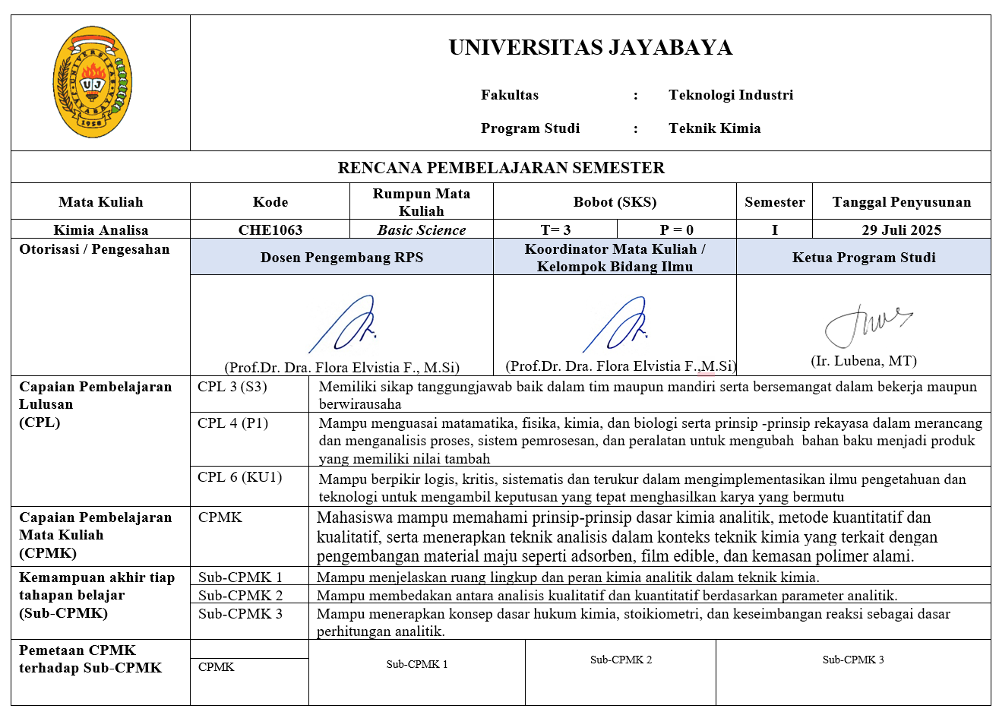 UNIVERSITAS JAYABAYA
Fakultas : Teknologi Industri
Program Studi : Teknik Kimia
UNIVERSITAS JAYABAYA
UJ
1958
RENCANA PEMBELAJARAN SEMESTER
Mata Kuliah Kode Rumpun Mata Kuliah Bobot (SKS) Semester Tanggal Penyusunan
Kimia Analisa CHE1063 Basic Science T= 3 P = 0 I 29 Juli 2025
Otorisasi / Pengesahan
Dosen Pengembang RPS
Koordinator Mata Kuliah /
Kelompok Bidang Ilmu
Ketua Program Studi
(Prof.Dr. Dra. Flora Elvistia F., M.Si)
(Prof.Dr. Dra. Flora Elvistia F.,M.Si)
(Ir. Lubena, MT)
Capaian Pembelajaran
Lulusan
(CPL)
CPL 3 (S3)
Memiliki sikap tanggungjawab baik dalam tim maupun mandiri serta bersemangat dalam bekerja maupun
berwirausaha
CPL 4 (P1)
Mampu menguasai matamatika, fisika, kimia, dan biologi serta prinsip -prinsip rekayasa dalam merancang
dan menganalisis proses, sistem pemrosesan, dan peralatan untuk mengubah bahan baku menjadi produk
yang memiliki nilai tambah
CPL 6 (KU1)
Mampu berpikir logis, kritis, sistematis dan terukur dalam mengimplementasikan ilmu pengetahuan dan
teknologi untuk mengambil keputusan yang tepat menghasilkan karya yang bermutu
Capaian Pembelajaran
Mata Kuliah
(CPMK)
CPMK
Mahasiswa mampu memahami prinsip-prinsip dasar kimia analitik, metode kuantitatif dan
kualitatif, serta menerapkan teknik analisis dalam konteks teknik kimia yang terkait dengan
pengembangan material maju seperti adsorben, film edible, dan kemasan polimer alami.
Kemampuan akhir tiap
tahapan belajar
(Sub-CPMK)
Sub-CPMK 1
Mampu menjelaskan ruang lingkup dan peran kimia analitik dalam teknik kimia.
Sub-CPMK 2
Mampu membedakan antara analisis kualitatif dan kuantitatif berdasarkan parameter analitik.
Sub-CPMK 3
Mampu menerapkan konsep dasar hukum kimia, stoikiometri, dan keseimbangan reaksi sebagai dasar
perhitungan analitik.
Pemetaan CPMK
terhadap Sub-CPMK
CPMK
Sub-CPMK 1
Sub-CPMK 2
Sub-CPMK 3